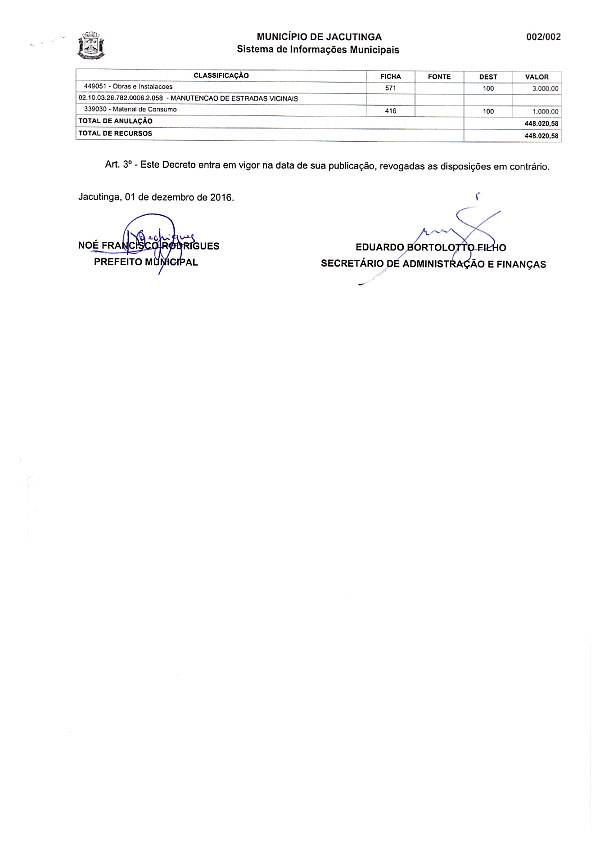 MUNICÍPIO DE JACUTINGA
002/002
Sistema de Informações Municipais
CLASSIFICAÇÃO FICHA FONTE DEST VALOR
449051 - Obras e Instalacoes 571 100 3.000,00
02.10.03.26.782.0006.2.058 - MANUTENCAO DE ESTRADAS VICINAIS
339030 - Material de Consumo 416 100 1.000,00
TOTAL DE ANULAÇÃO 448.020,58
TOTAL DE RECURSOS 448.020,58
Art. 3º - Este Decreto entra em vigor na data de sua publicação, revogadas as disposições em contrário.
Jacutinga, 01 de dezembro de 2016.
NOÉ FRANCISCO RODRIGUES
PREFEITO MUNICIPAL
EDUARDO BORTOLOTTO FILHO
SECRETÁRIO DE ADMINISTRAÇÃO E FINANÇAS